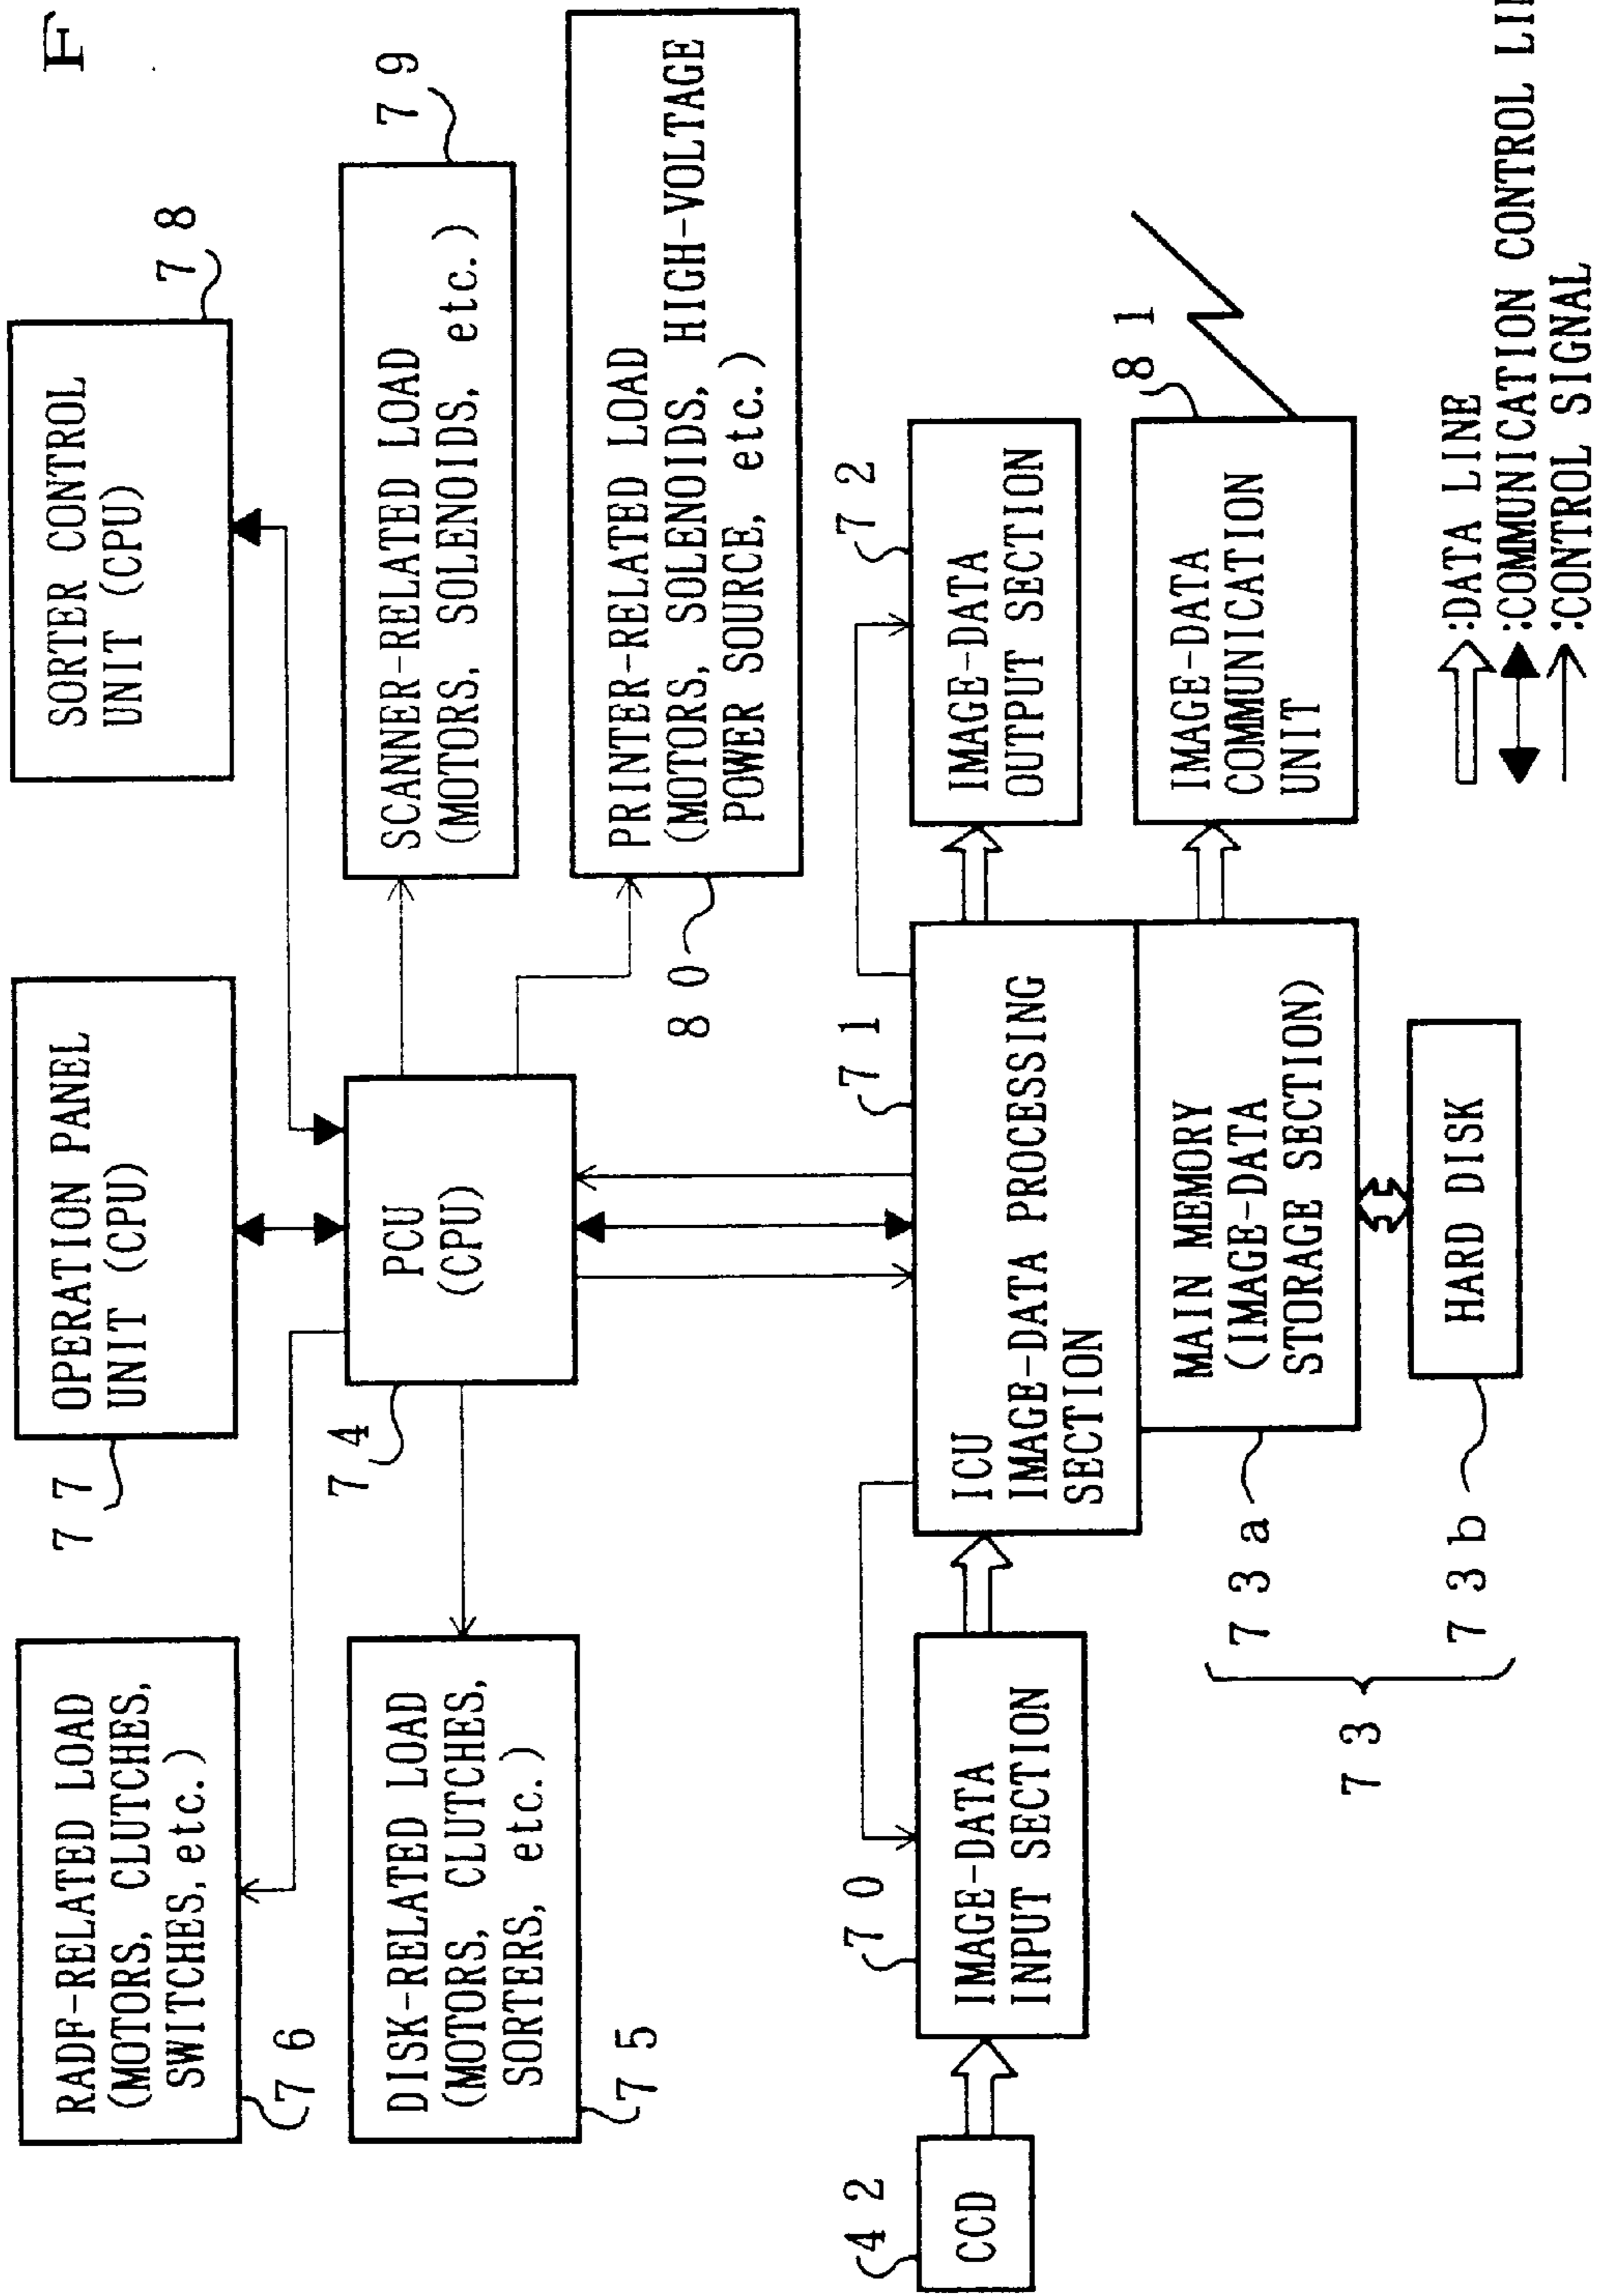 F
RADF-RELATED LOAD
(MOTORS, CLUTCHES,
SWITCHES, etc.)
76
77
OPERATION PANEL
UNIT (CPU)
SORTER CONTROL
UNIT (CPU)
78
DISK-RELATED LOAD
(MOTORS, CLUTCHES,
SORTERS, etc.)
75
74
PCU
(CPU)
SCANNER-RELATED LOAD
(MOTORS, SOLENOIDS, etc.)
79
PRINTER-RELATED LOAD
(MOTORS, SOLENOIDS, HIGH-VOLTAGE
POWER SOURCE, etc.)
80
42
CCD
70
IMAGE-DATA
INPUT SECTION
71
ICU
IMAGE-DATA PROCESSING
SECTION
72
IMAGE-DATA
OUTPUT SECTION
MAIN MEMORY
(IMAGE-DATA
STORAGE SECTION)
73a
81
IMAGE-DATA
COMMUNICATION
UNIT
73
73b
HARD DISK
:DATA LINE
:COMMUNICATION CONTROL
:CONTROL SIGNAL